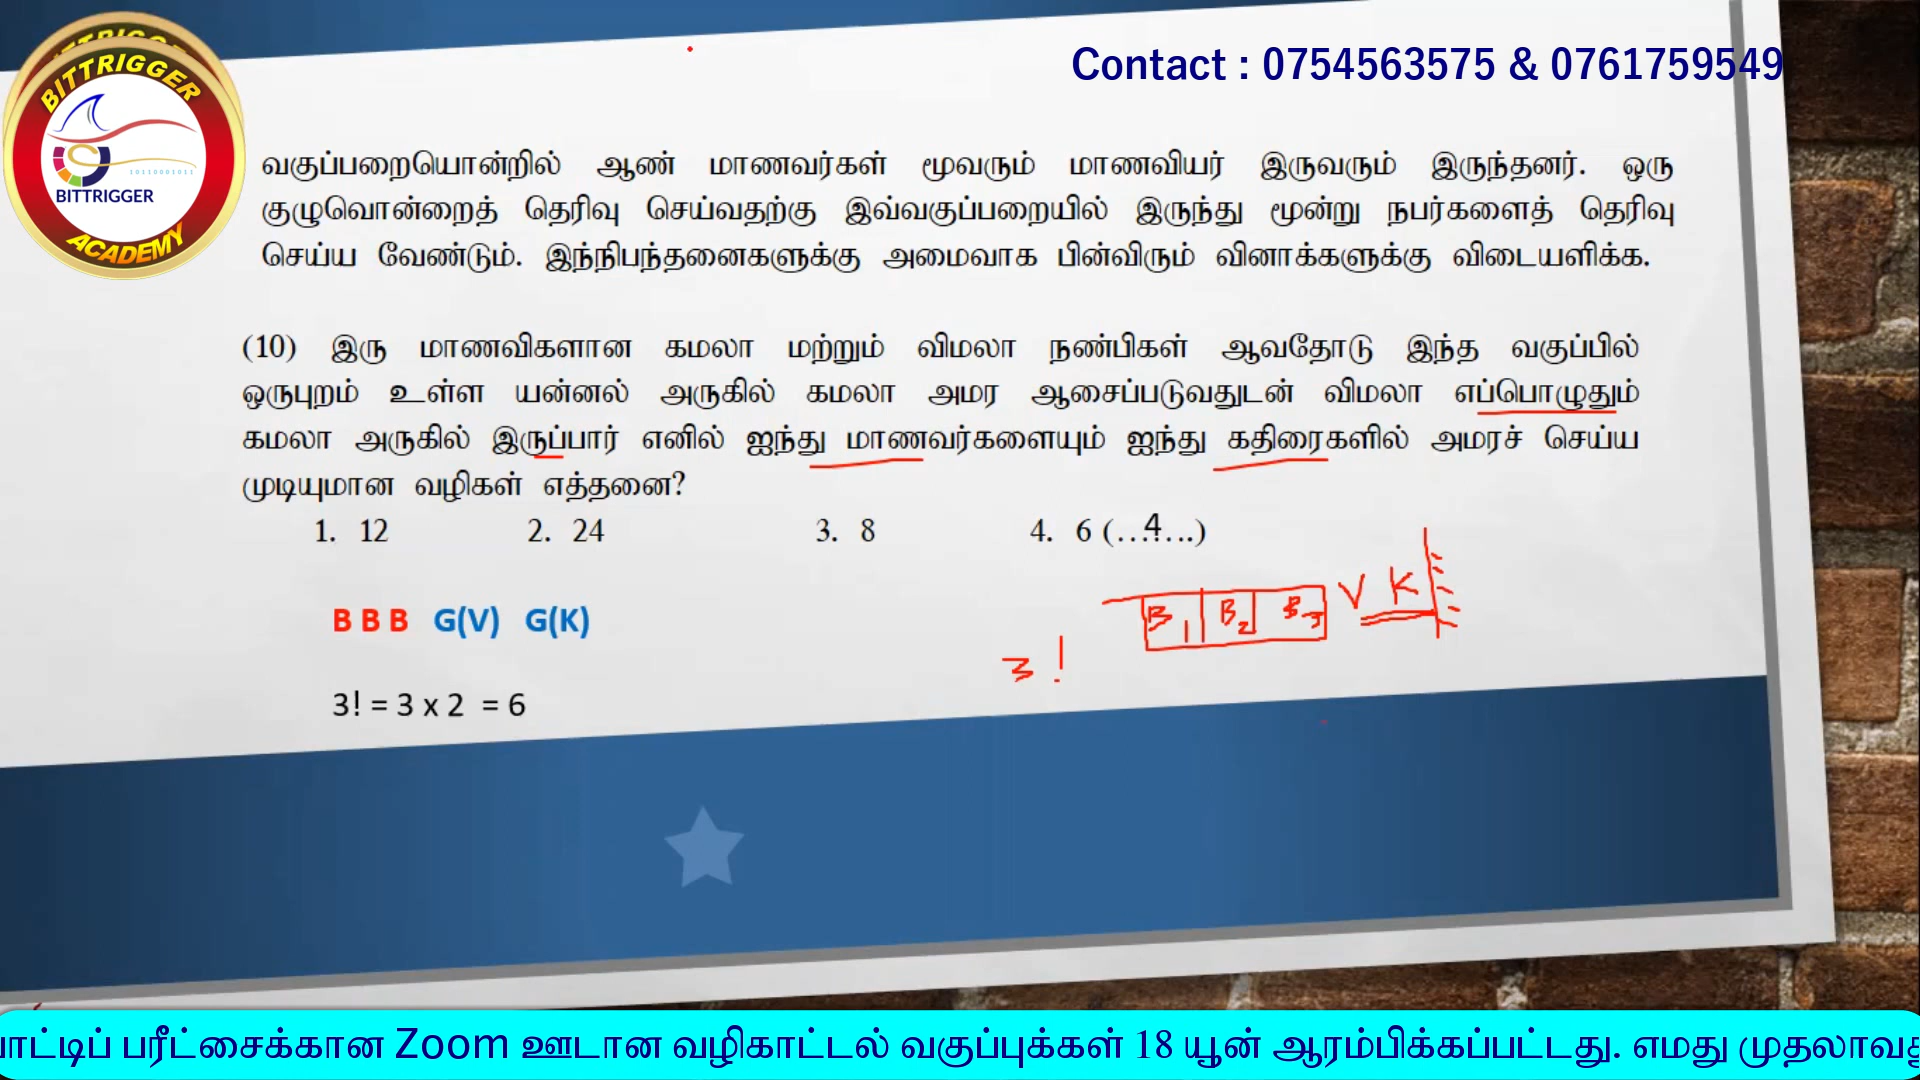 Contact : 0754563575 & 0761759549
BITTRIGGER
BITTRIGGER
10110001011
BITTRIGGER
ACADEMY
வகுப்பறையொன்றில் ஆண் மாணவர்கள் மூவரும் மாணவியர் இருவரும் இருந்தனர். ஒரு
குழுவொன்றைத் தெரிவு செய்வதற்கு இவ்வகுப்பறையில் இருந்து மூன்று நபர்களைத் தெரிவு
செய்ய வேண்டும். இந்நிபந்தனைகளுக்கு அமைவாக பின்விரும் வினாக்களுக்கு விடையளிக்க.
(10) இரு மாணவிகளான கமலா மற்றும் விமலா நண்பிகள் ஆவதோடு இந்த வகுப்பில்
ஒருபுறம் உள்ள யன்னல் அருகில் கமலா அமர ஆசைப்படுவதுடன் விமலா எப்பொழுதும்
கமலா அருகில் இருப்பார் எனில் ஐந்து மாணவர்களையும் ஐந்து கதிரைகளில் அமரச் செய்ய
முடியுமான வழிகள் எத்தனை?
1. 12 2. 24 3. 8 4. 6 (...4....)
B B B G(V) G(K)
B1 B2 B3 V K
3!
3! = 3 x 2 = 6
பாட்டிப் பரீட்சைக்கான Zoom ஊடான வழிகாட்டல் வகுப்புக்கள் 18 யூன் ஆரம்பிக்கப்பட்டது. எமது முதலாவது